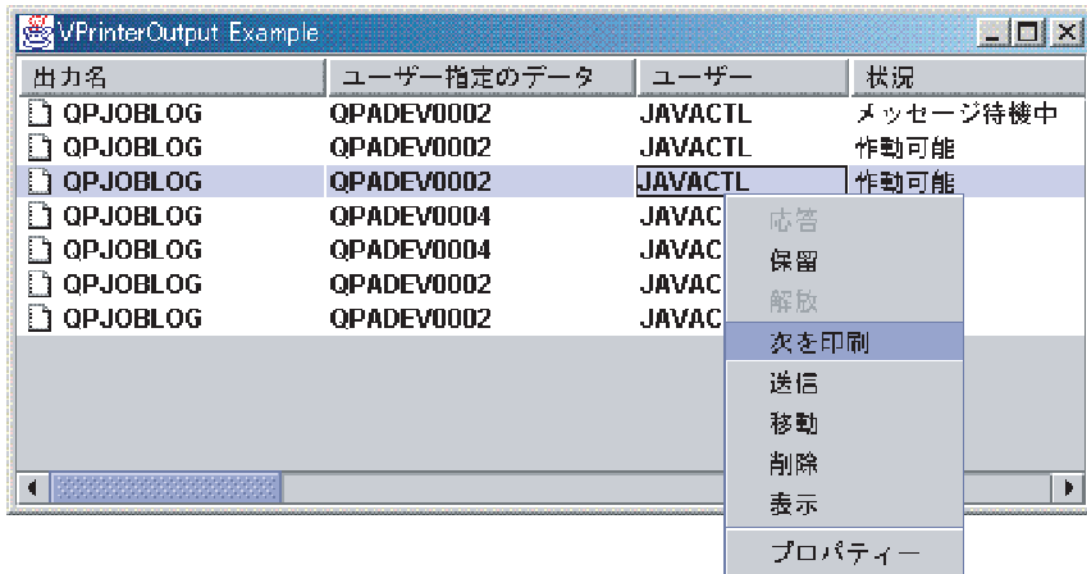 VPrinterOutput Example
出力名 ユーザー指定のデータ ユーザー 状況
QPJOBLOG QPADEV0002 JAVACTL メッセージ待機中
QPJOBLOG QPADEV0002 JAVACTL 作動可能
QPJOBLOG QPADEV0002 JAVACTL 作動可能
QPJOBLOG QPADEV0004 JAVAC
QPJOBLOG QPADEV0004 JAVAC
QPJOBLOG QPADEV0002 JAVAC
QPJOBLOG QPADEV0002 JAVAC
応答
保留
解放
次を印刷
送信
移動
削除
表示
プロパティー